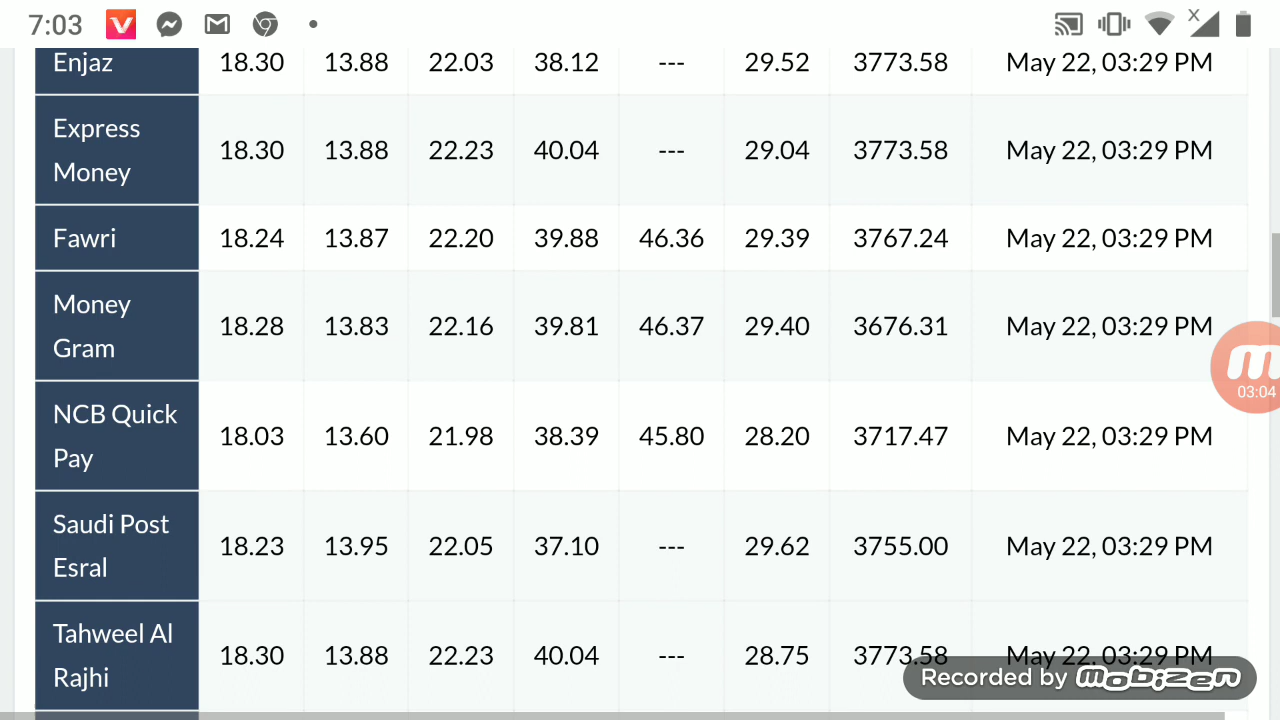 7:03
Enjaz 18.30 13.88 22.03 38.12 --- 29.52 3773.58 May 22, 03:29 PM
Express
Money 18.30 13.88 22.23 40.04 --- 29.04 3773.58 May 22, 03:29 PM
Fawri 18.24 13.87 22.20 39.88 46.36 29.39 3767.24 May 22, 03:29 PM
Money
Gram 18.28 13.83 22.16 39.81 46.37 29.40 3676.31 May 22, 03:29 PM
03:04
NCB Quick
Pay 18.03 13.60 21.98 38.39 45.80 28.20 3717.47 May 22, 03:29 PM
Saudi Post
Esral 18.23 13.95 22.05 37.10 --- 29.62 3755.00 May 22, 03:29 PM
Tahweel Al
Rajhi 18.30 13.88 22.23 40.04 --- 28.75 3773.58 May 22, 03:29 PM
Recorded by mobizen